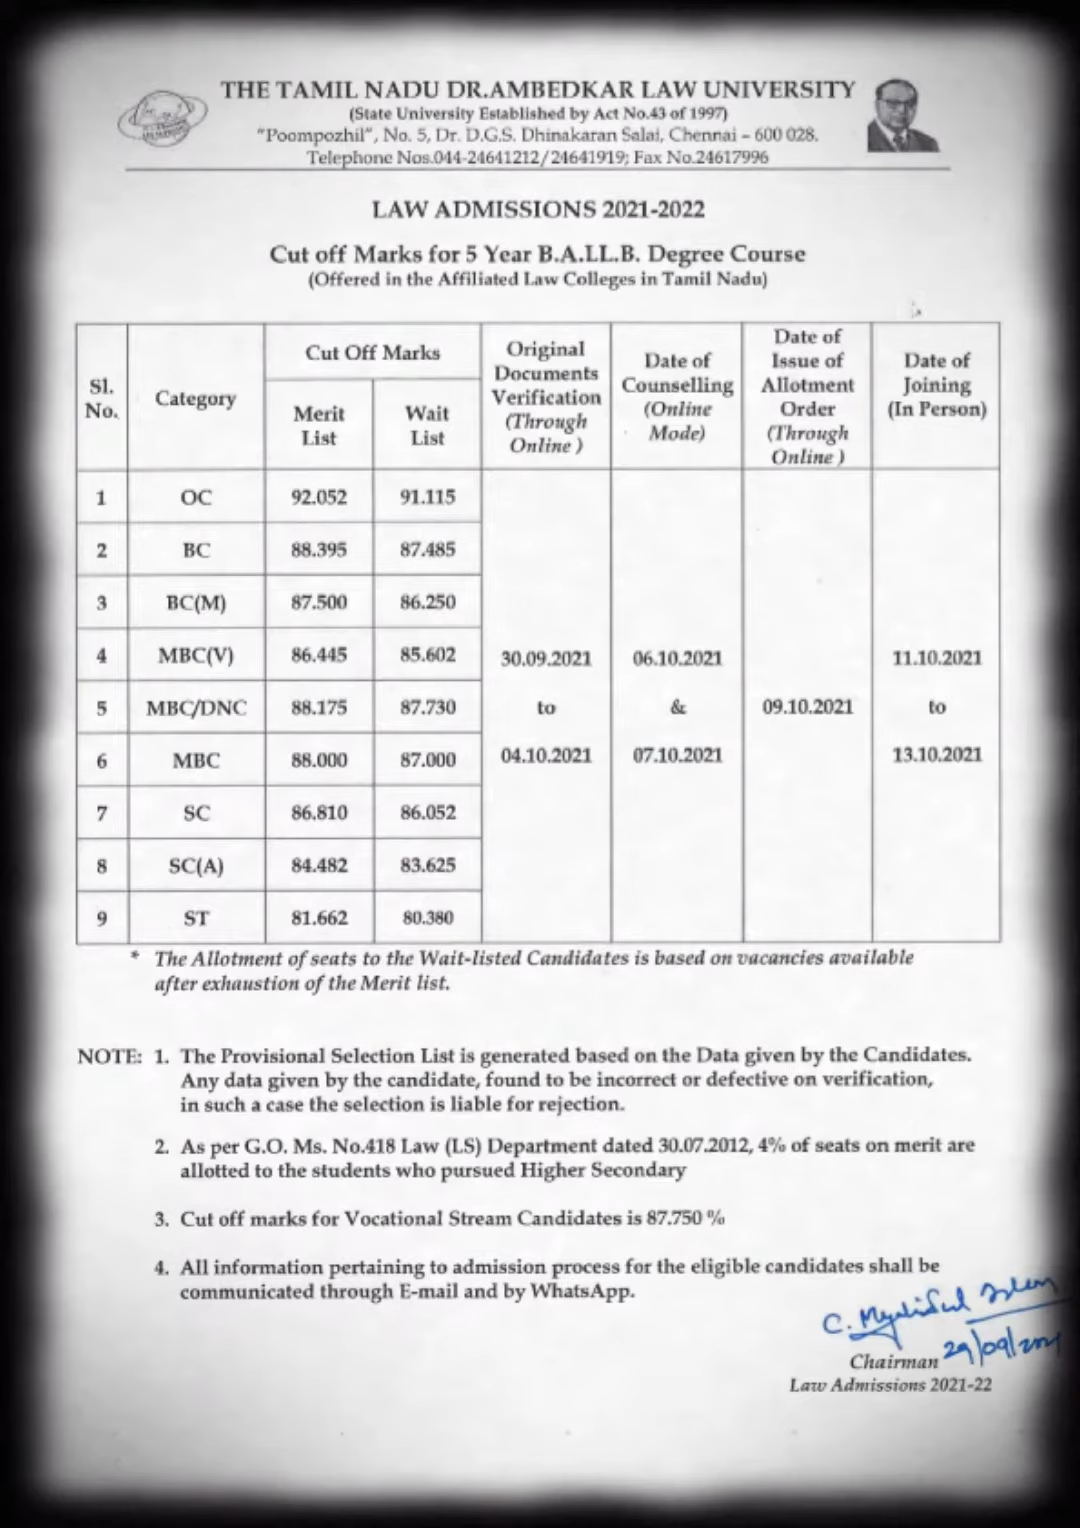 THE TAMIL NADU DR.AMBEDKAR LAW UNIVERSITY
(State University Established by Act No.43 of 1997)
"Poompozhil", No. 5, Dr. D.G.S. Dhinakaran Salai, Chennai – 600 028.
Telephone Nos.044-24641212/24641919; Fax No.24617996
LAW ADMISSIONS 2021-2022
Cut off Marks for 5 Year B.A.LL.B. Degree Course
(Offered in the Affiliated Law Colleges in Tamil Nadu)
Sl. No. Category Cut Off Marks Merit List Wait List Original Documents Verification (Through Online ) Date of Counselling (Online Mode) Date of Issue of Allotment Order (Through Online ) Date of Joining (In Person)
1 OC 92.052 91.115
2 BC 88.395 87.485
3 BC(M) 87.500 86.250
4 MBC(V) 86.445 85.602 30.09.2021 06.10.2021 11.10.2021
5 MBC/DNC 88.175 87.730 to & 09.10.2021 to
6 MBC 88.000 87.000 04.10.2021 07.10.2021 13.10.2021
7 SC 86.810 86.052
8 SC(A) 84.482 83.625
9 ST 81.662 80.380
* The Allotment of seats to the Wait-listed Candidates is based on vacancies available
after exhaustion of the Merit list.
NOTE: 1. The Provisional Selection List is generated based on the Data given by the Candidates.
Any data given by the candidate, found to be incorrect or defective on verification,
in such a case the selection is liable for rejection.
2. As per G.O. Ms. No.418 Law (LS) Department dated 30.07.2012, 4% of seats on merit are
allotted to the students who pursued Higher Secondary
3. Cut off marks for Vocational Stream Candidates is 87.750 %
4. All information pertaining to admission process for the eligible candidates shall be
communicated through E-mail and by WhatsApp.
C.
29/09/2021
Chairman
Law Admissions 2021-22